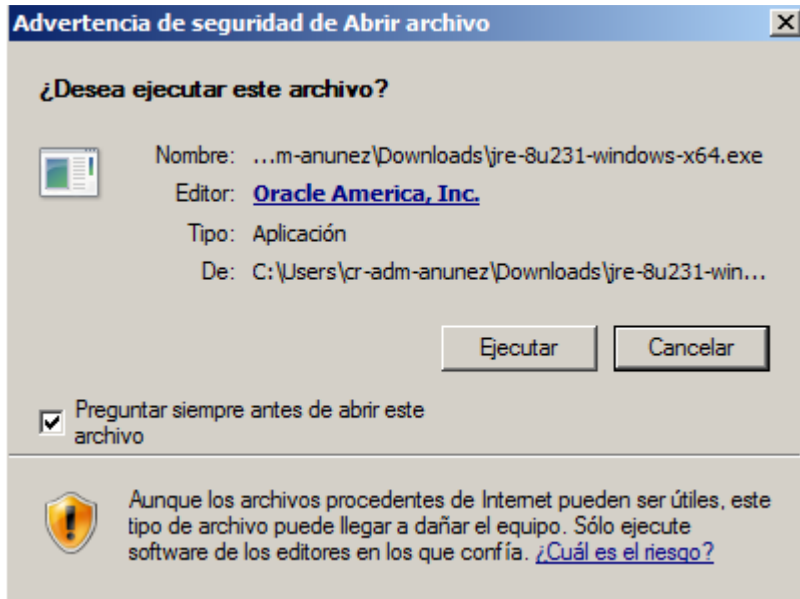 Advertencia de seguridad de Abrir archivo
¿Desea ejecutar este archivo?
Nombre: ...m-anunez\Downloads\jre-8u231-windows-x64.exe
Editor: Oracle America, Inc.
Tipo: Aplicación
De: C:\Users\cr-adm-anunez\Downloads\jre-8u231-win...
Ejecutar Cancelar
Preguntar siempre antes de abrir este
archivo
Aunque los archivos procedentes de Internet pueden ser útiles, este
tipo de archivo puede llegar a dañar el equipo. Sólo ejecute
software de los editores en los que confía. ¿Cuál es el riesgo?